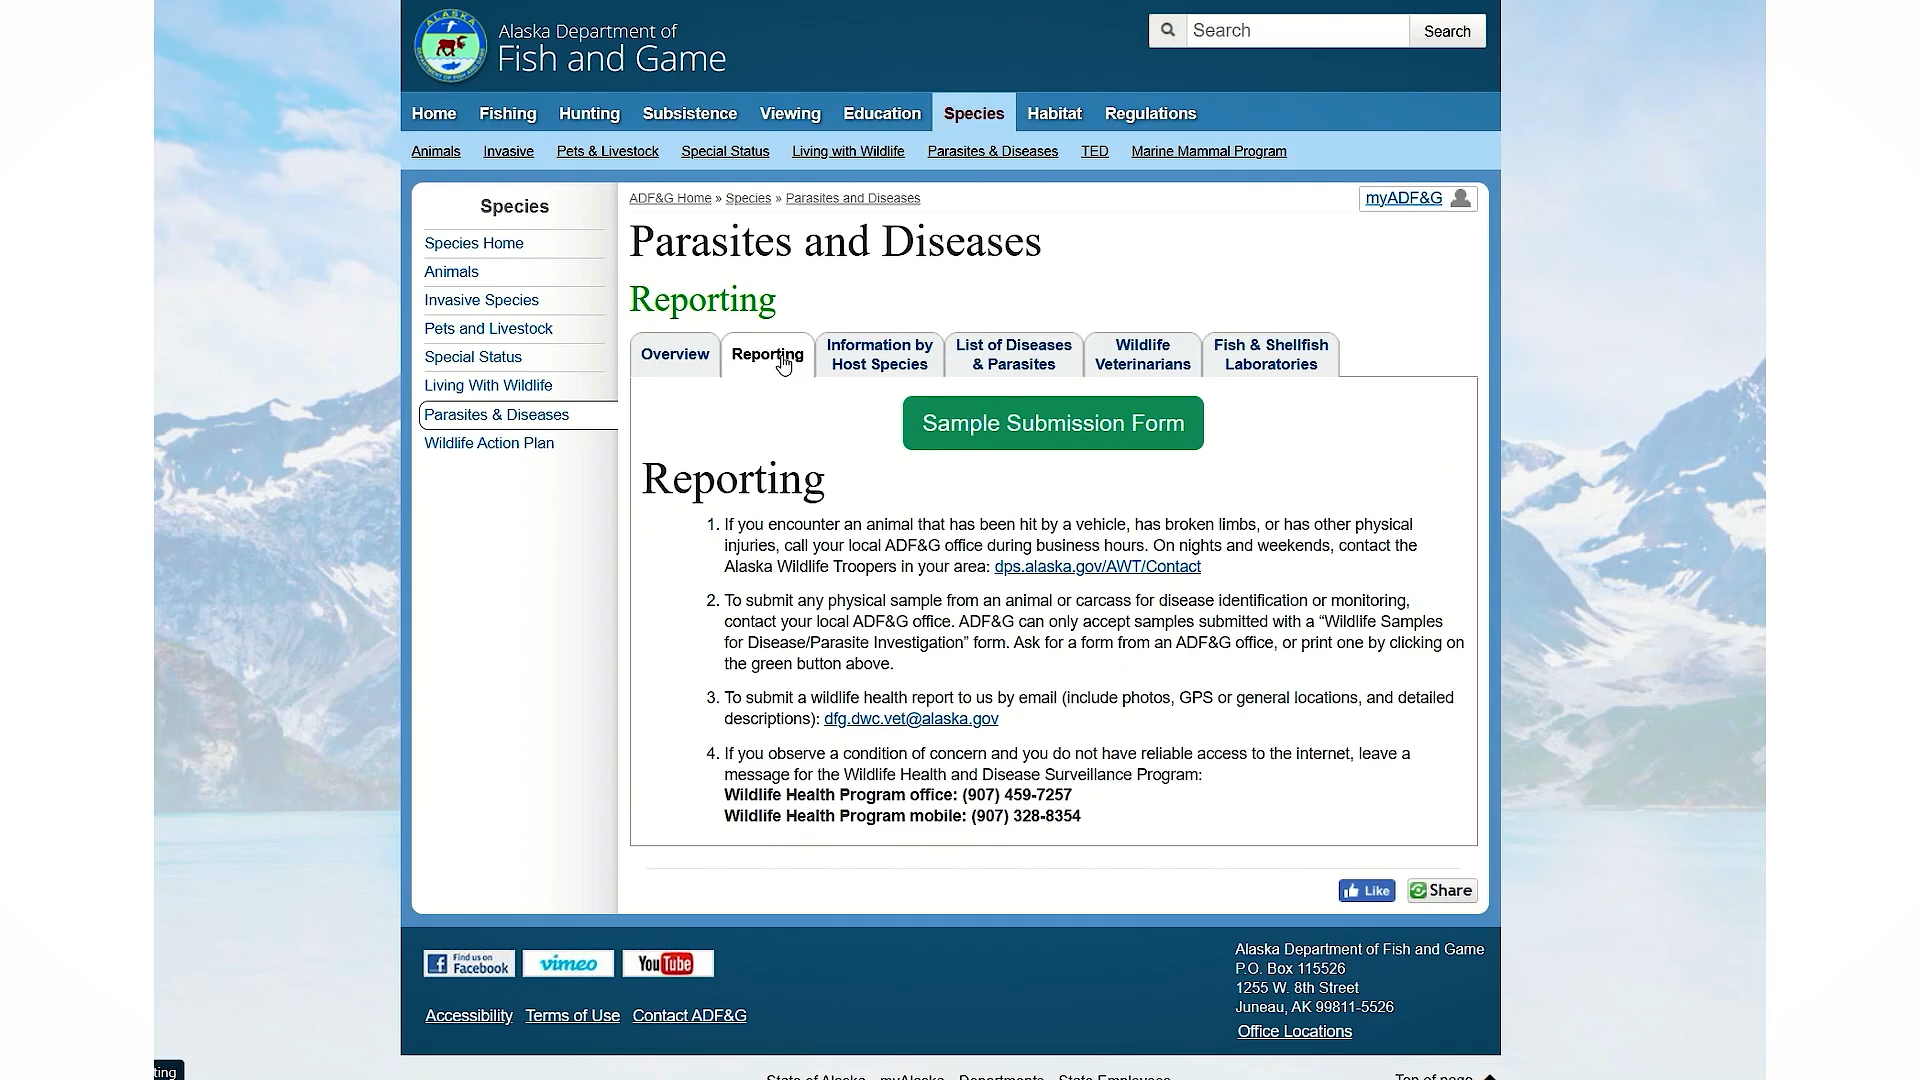 Alaska Department of
Fish and Game
Search
Search
Home Fishing Hunting Subsistence Viewing Education Species Habitat Regulations
Animals Invasive Pets & Livestock Special Status Living with Wildlife Parasites & Diseases TED Marine Mammal Program
Species
Species Home
Animals
Invasive Species
Pets and Livestock
Special Status
Living With Wildlife
Parasites & Diseases
Wildlife Action Plan
ADF&G Home » Species » Parasites and Diseases
myADF&G
Parasites and Diseases
Reporting
Overview
Reporting
Information by
Host Species
List of Diseases
& Parasites
Wildlife
Veterinarians
Fish & Shellfish
Laboratories
Sample Submission Form
Reporting
1. If you encounter an animal that has been hit by a vehicle, has broken limbs, or has other physical
injuries, call your local ADF&G office during business hours. On nights and weekends, contact the
Alaska Wildlife Troopers in your area: dps.alaska.gov/AWT/Contact
2. To submit any physical sample from an animal or carcass for disease identification or monitoring,
contact your local ADF&G office. ADF&G can only accept samples submitted with a “Wildlife Samples
for Disease/Parasite Investigation” form. Ask for a form from an ADF&G office, or print one by clicking on
the green button above.
3. To submit a wildlife health report to us by email (include photos, GPS or general locations, and detailed
descriptions): dfg.dwc.vet@alaska.gov
4. If you observe a condition of concern and you do not have reliable access to the internet, leave a
message for the Wildlife Health and Disease Surveillance Program:
Wildlife Health Program office: (907) 459-7257
Wildlife Health Program mobile: (907) 328-8354
Like
Share
Find us on
Facebook
vimeo
YouTube
Accessibility Terms of Use Contact ADF&G
Alaska Department of Fish and Game
P.O. Box 115526
1255 W. 8th Street
Juneau, AK 99811-5526
Office Locations
ting
State of Alaska myAlaska Departments State Employees
Top of page